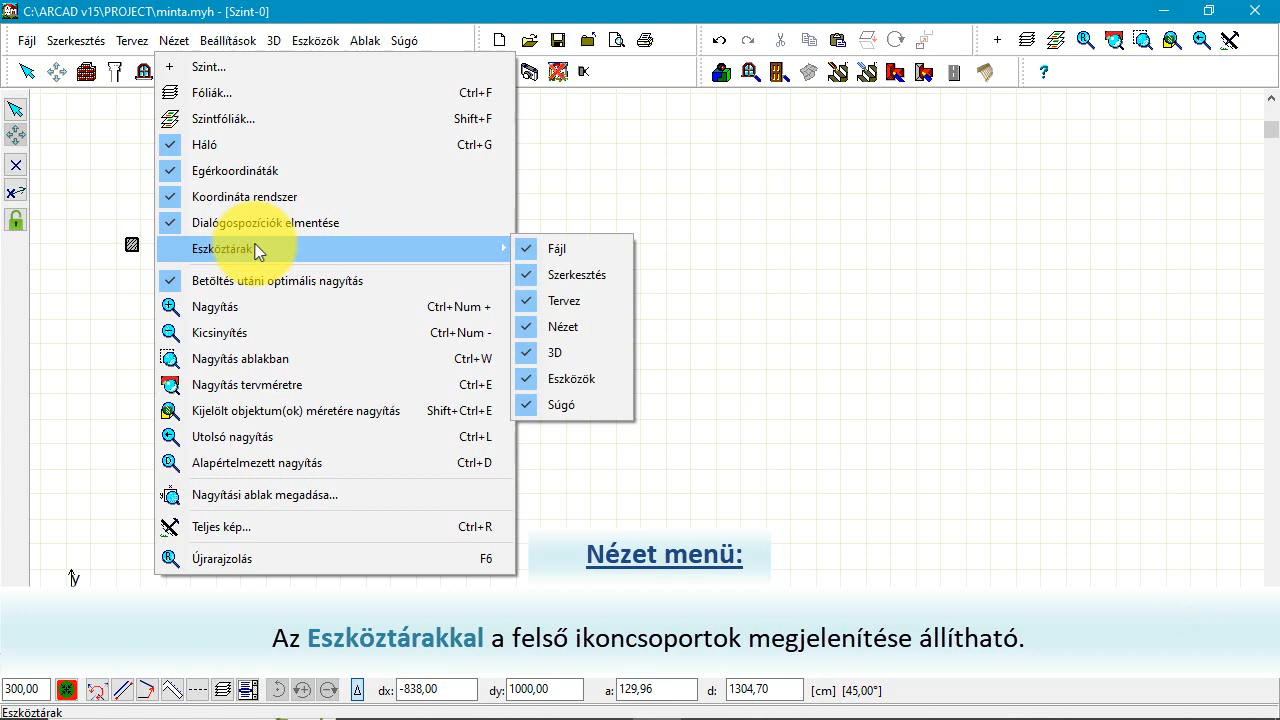 C:\ARCAD v15\PROJECT\minta.myh - [Szint-0]
Fájl Szerkesztés Tervez Nézet Beállítások 3D Eszközök Ablak Súgó
Szint...
Fóliák... Ctrl+F
Szintfóliák... Shift+F
Háló Ctrl+G
Egérkoordináták
Koordináta rendszer
Dialógospozíciók elmentése
Eszköztárak
Fájl
Szerkesztés
Tervez
Nézet
3D
Eszközök
Súgó
Betöltés utáni optimális nagyítás
Nagyítás Ctrl+Num +
Kicsinyítés Ctrl+Num -
Nagyítás ablakban Ctrl+W
Nagyítás tervméretre Ctrl+E
Kijelölt objektum(ok) méretére nagyítás Shift+Ctrl+E
Utolsó nagyítás Ctrl+L
Alapértelmezett nagyítás Ctrl+D
Nagyítási ablak megadása...
Teljes kép... Ctrl+R
Újrarajzolás F6
y
Nézet menü:
Az Eszköztárakkal a felső ikoncsoportok megjelenítése állítható.
300,00 dx: -838,00 dy: 1000,00 a: 129,96 d: 1304,00 [cm] [45,00°]
Eszköztárak